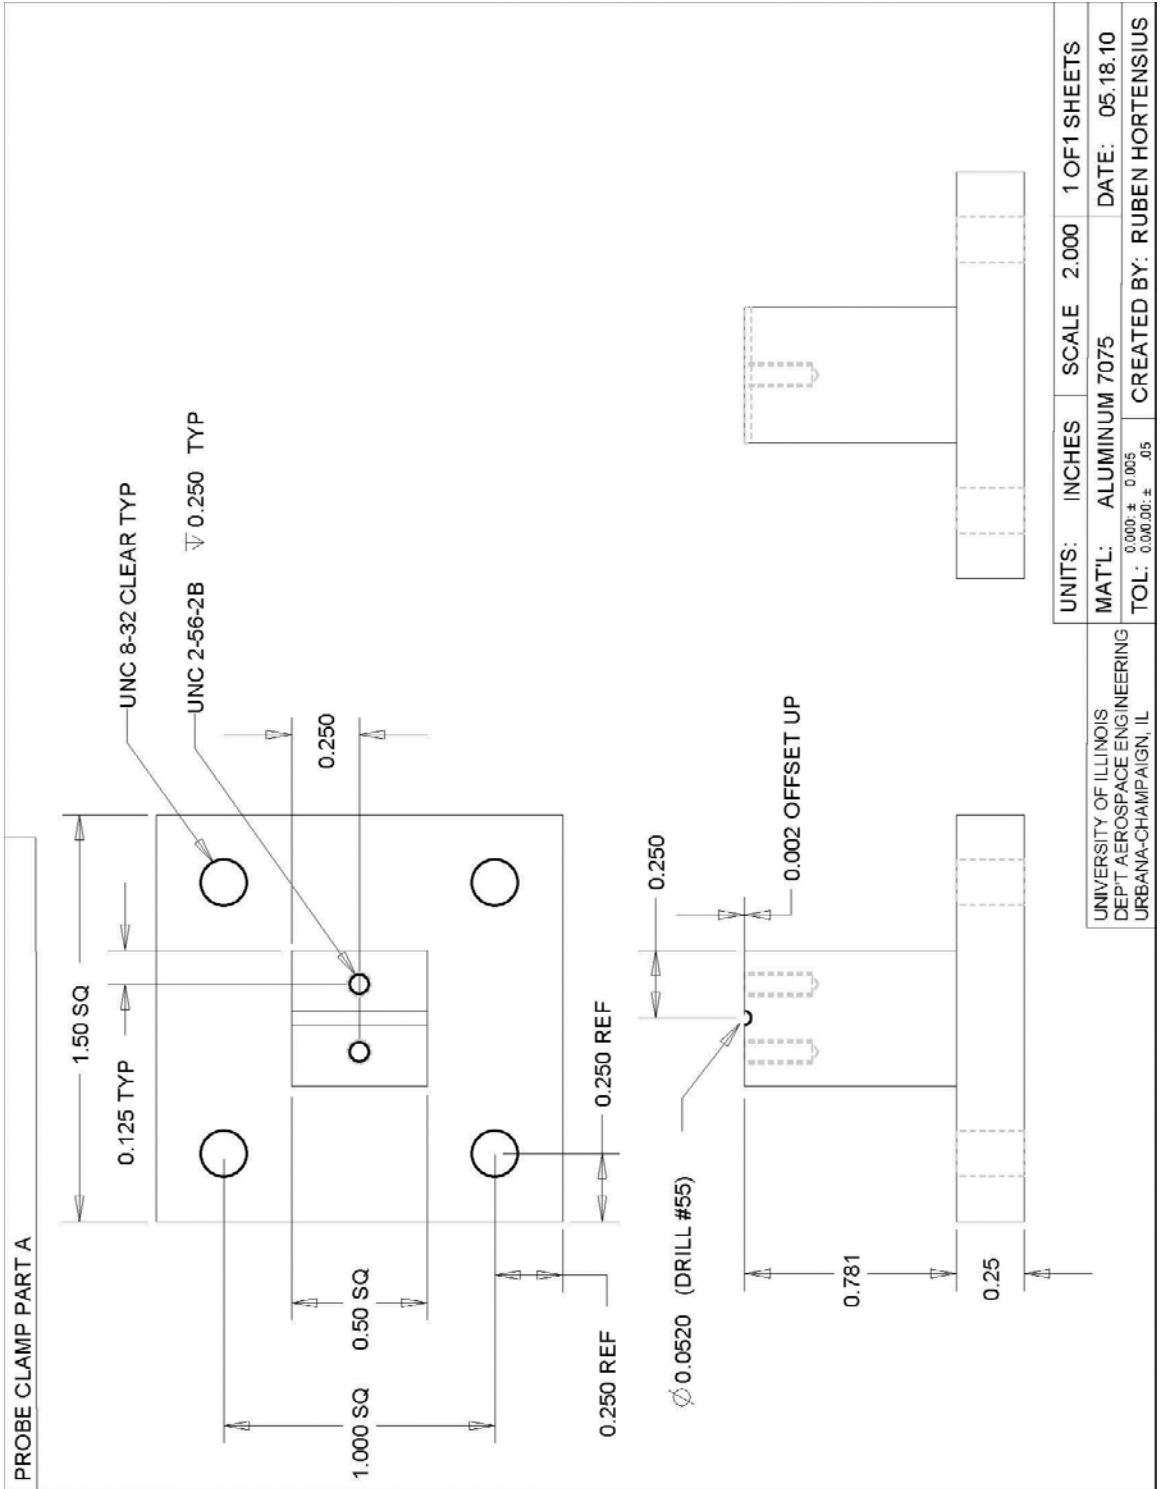 PROBE CLAMP PART A
1.50 SQ
0.125 TYP
UNC 8-32 CLEAR TYP
UNC 2-56-2B ↧ 0.250 TYP
0.250
1.000 SQ
0.50 SQ
0.250 REF
0.250 REF
0.250
0.002 OFFSET UP
∅ 0.0520 (DRILL #55)
0.781
0.25
UNIVERSITY OF ILLINOIS
DEP'T AEROSPACE ENGINEERING
URBANA-CHAMPAIGN, IL
UNITS: INCHES SCALE 2.000 1 OF1 SHEETS
MAT'L: ALUMINUM 7075 DATE: 05.18.10
TOL: 0.000: ± 0.005
0.0/0.00: ± .05
CREATED BY: RUBEN HORTENSIUS